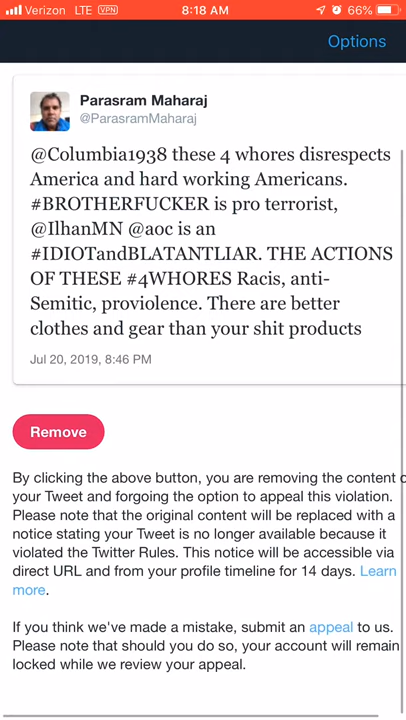 Verizon LTE VPN 8:18 AM 66%
Options
Parasram Maharaj
@ParasramMaharaj
@Columbia1938 these 4 whores disrespects
America and hard working Americans.
#BROTHERFUCKER is pro terrorist,
@IlhanMN @aoc is an
#IDIOTandBLATANTLIAR. THE ACTIONS
OF THESE #4WHORES Racis, anti-
Semitic, proviolence. There are better
clothes and gear than your shit products
Jul 20, 2019, 8:46 PM
Remove
By clicking the above button, you are removing the content
your Tweet and forgoing the option to appeal this violation.
Please note that the original content will be replaced with a
notice stating your Tweet is no longer available because it
violated the Twitter Rules. This notice will be accessible via
direct URL and from your profile timeline for 14 days. Learn
more.
If you think we've made a mistake, submit an appeal to us.
Please note that should you do so, your account will remain
locked while we review your appeal.